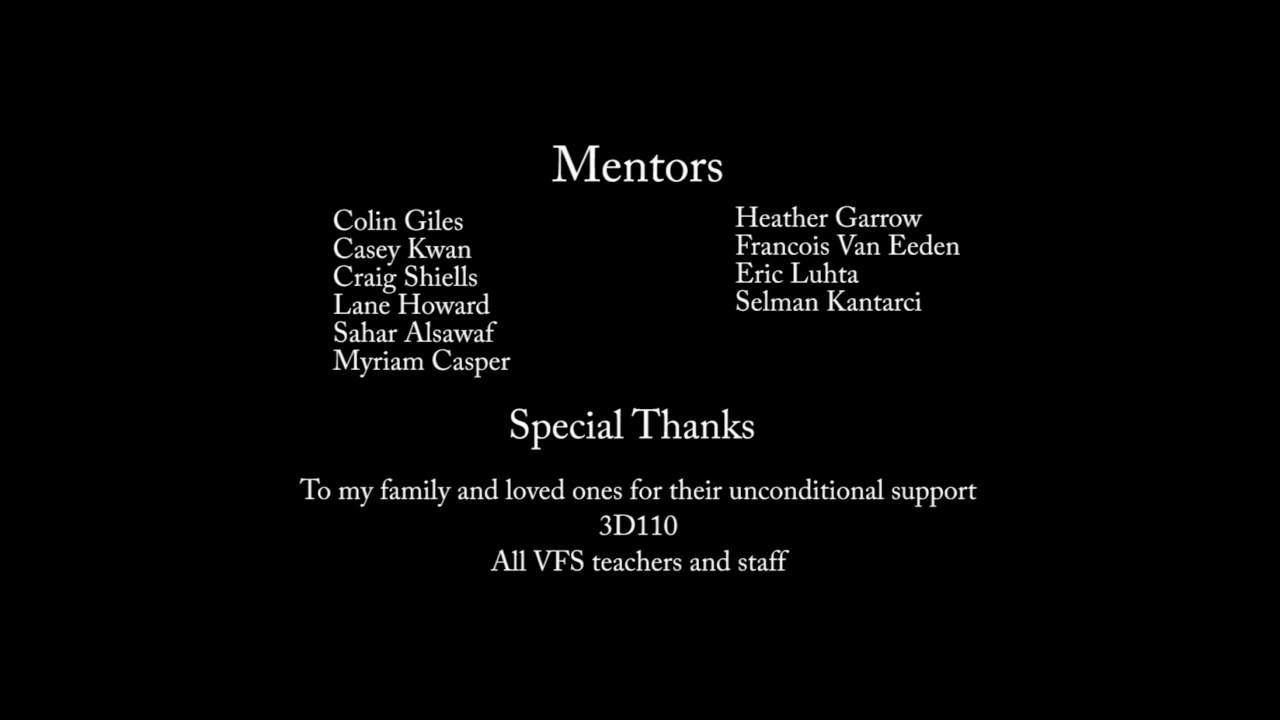 Mentors
Colin Giles
Casey Kwan
Craig Shiells
Lane Howard
Sahar Alsawaf
Myriam Casper
Heather Garrow
Francois Van Eeden
Eric Luhta
Selman Kantarci
Special Thanks
To my family and loved ones for their unconditional support
3D110
All VFS teachers and staff